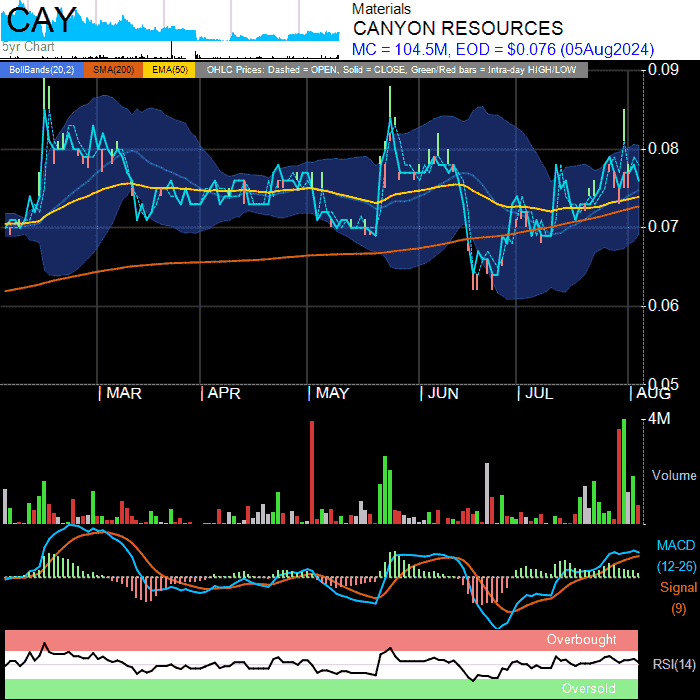 CAY
5yr Chart
Materials
CANYON RESOURCES
MC = 104.5M, EOD = $0.076 (05Aug2024)
BollBands(20,2) SMA(200) EMA(50) OHLC Prices: Dashed = OPEN, Solid = CLOSE, Green/Red bars = Intra-day HIGH/LOW
0.09
0.08
0.07
0.06
0.05
| MAR | APR | MAY | JUN | JUL | AUG
4M
Volume
MACD
(12-26)
Signal
(9)
Overbought
RSI(14)
Oversold